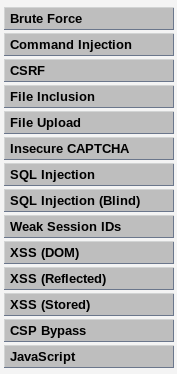 Brute Force
Command Injection
CSRF
File Inclusion
File Upload
Insecure CAPTCHA
SQL Injection
SQL Injection (Blind)
Weak Session IDs
XSS (DOM)
XSS (Reflected)
XSS (Stored)
CSP Bypass
JavaScript